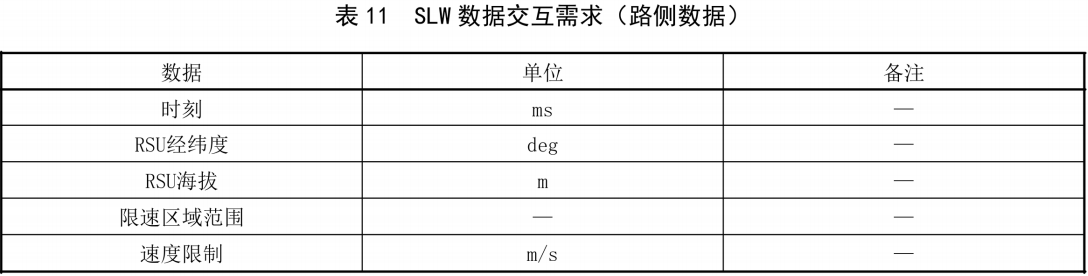 表 11 SLW 数据交互需求（路侧数据）
数据 单位 备注
时刻 ms —
RSU经纬度 deg —
RSU海拔 m —
限速区域范围 — —
速度限制 m/s —